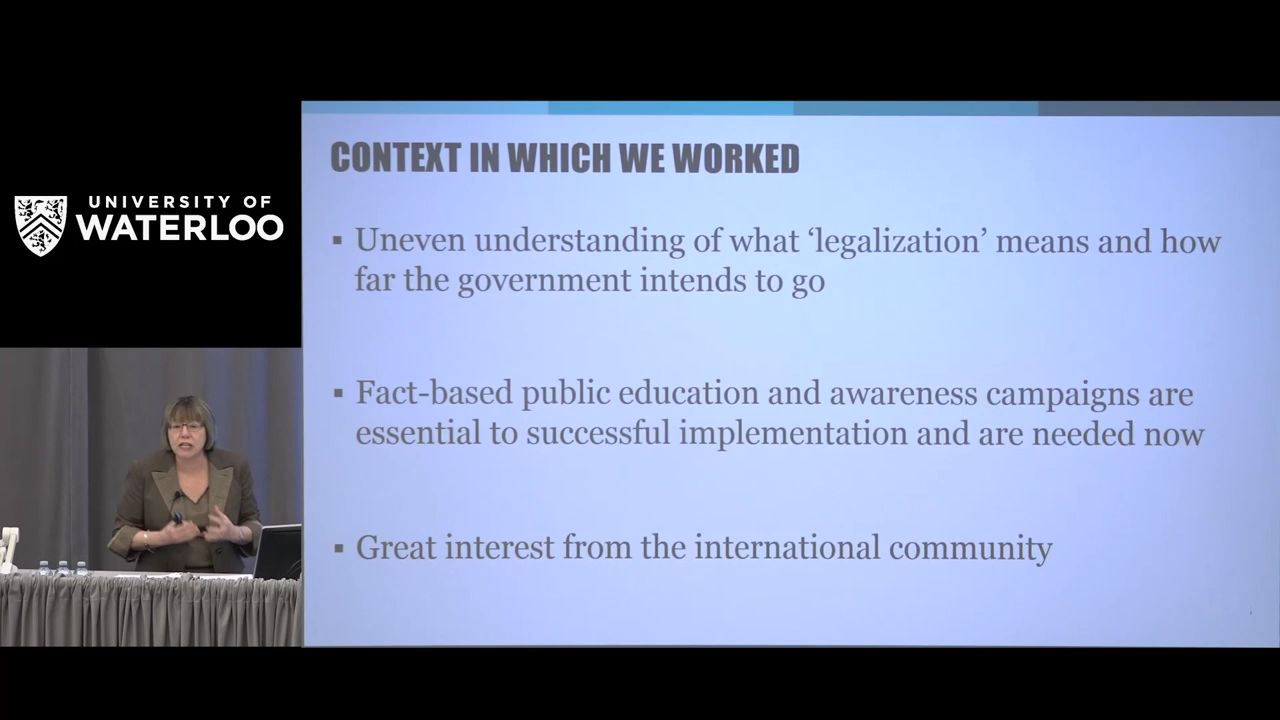 UNIVERSITY OF
WATERLOO
CONTEXT IN WHICH WE WORKED
▪ Uneven understanding of what ‘legalization’ means and how
far the government intends to go
▪ Fact-based public education and awareness campaigns are
essential to successful implementation and are needed now
▪ Great interest from the international community